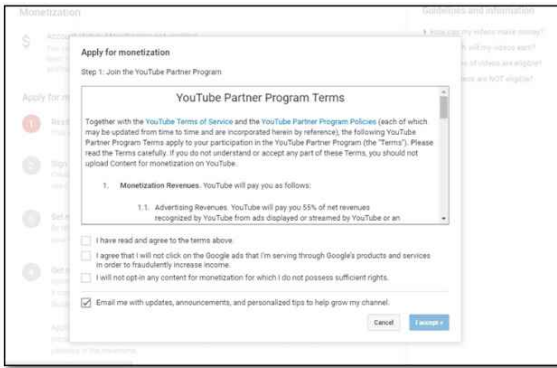 Monetization
Guidelines and information
Apply for monetization
Step 1: Join the YouTube Partner Program
YouTube Partner Program Terms
Together with the YouTube Terms of Service and the YouTube Partner Program Policies (each of which
may be updated from time to time and are incorporated herein by reference), the following YouTube
Partner Program Terms apply to your participation in the YouTube Partner Program (the "Terms"). Please
read the Terms carefully. If you do not understand or accept any part of these Terms, you should not
upload Content for monetization on YouTube.
1. Monetization Revenues. YouTube will pay you as follows:
1.1. Advertising Revenues. YouTube will pay you 55% of net revenues
recognized by YouTube from ads displayed or streamed by YouTube or an
I have read and agree to the terms above.
I agree that I will not click on the Google ads that I'm serving through Google's products and services
in order to fraudulently increase income.
I will not opt-in any content for monetization for which I do not possess sufficient rights.
Email me with updates, announcements, and personalized tips to help grow my channel.
Cancel
I accept »